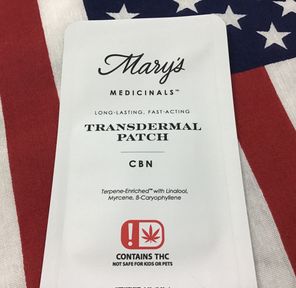 Mary's
MEDICINALS™
LONG-LASTING, FAST-ACTING
TRANSDERMAL
PATCH
CBN
Terpene-Enriched™ with Linalool,
Myrcene, B-Caryophyllene
CONTAINS THC
NOT SAFE FOR KIDS OR PETS